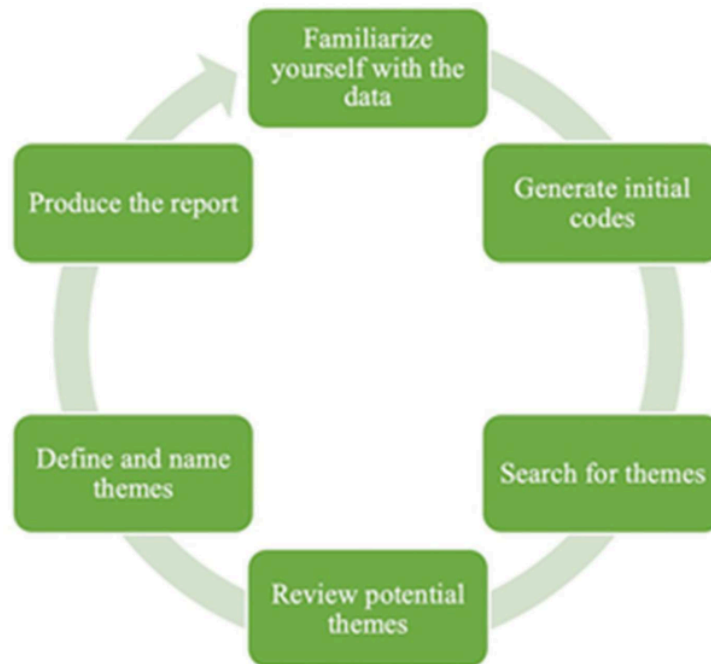 Familiarize
yourself with the
data
Generate initial
codes
Search for themes
Review potential
themes
Define and name
themes
Produce the report